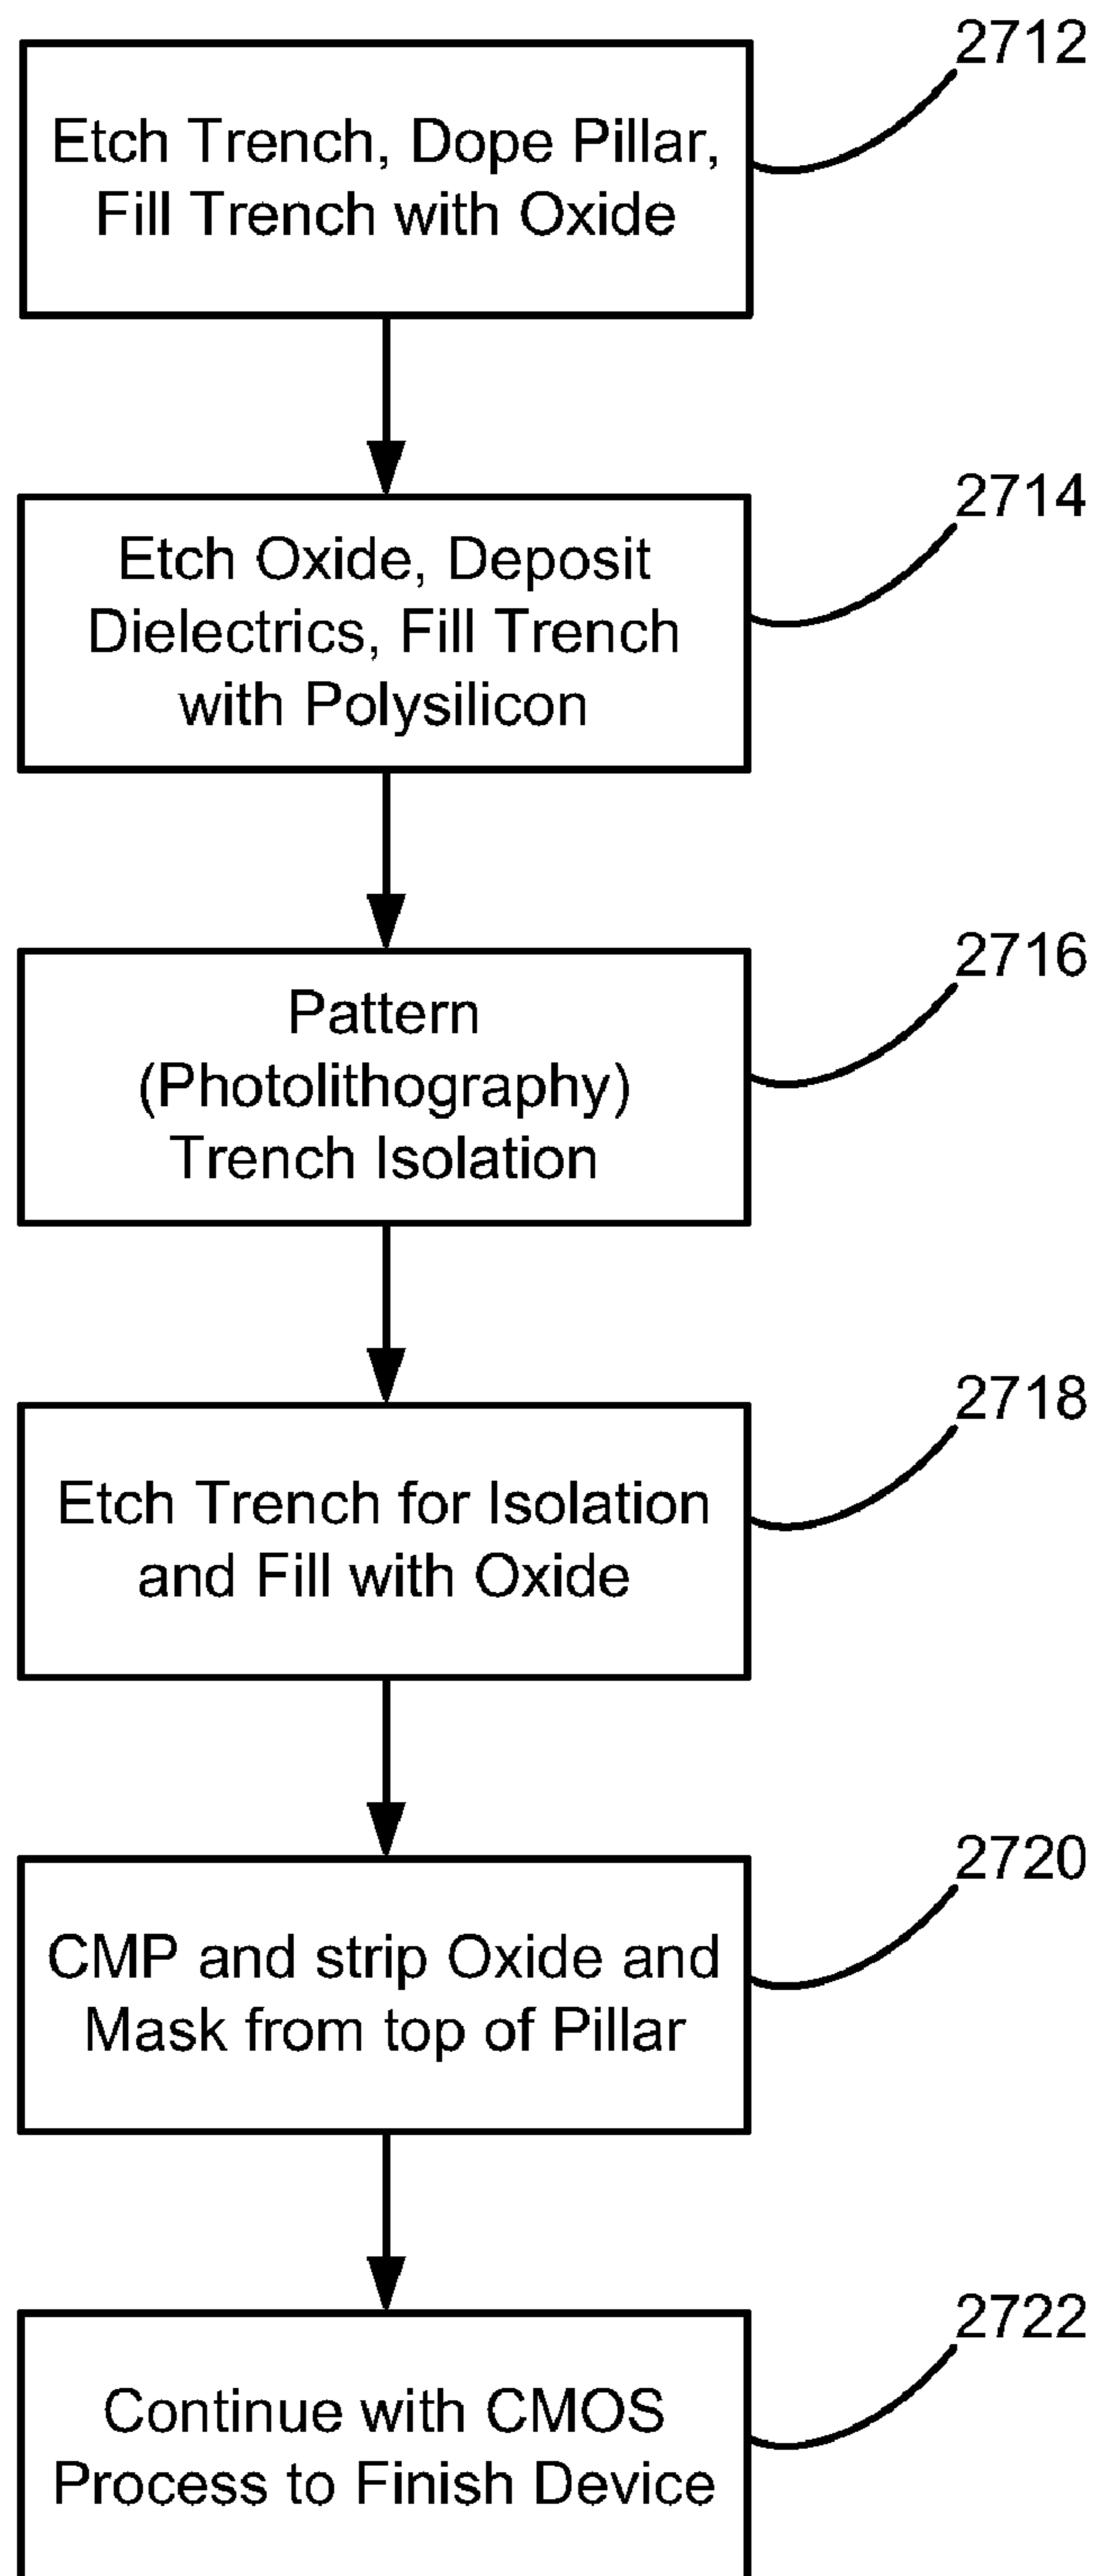 2712
Etch Trench, Dope Pillar,
Fill Trench with Oxide
2714
Etch Oxide, Deposit
Dielectrics, Fill Trench
with Polysilicon
2716
Pattern
(Photolithography)
Trench Isolation
2718
Etch Trench for Isolation
and Fill with Oxide
2720
CMP and strip Oxide and
Mask from top of Pillar
2722
Continue with CMOS
Process to Finish Device